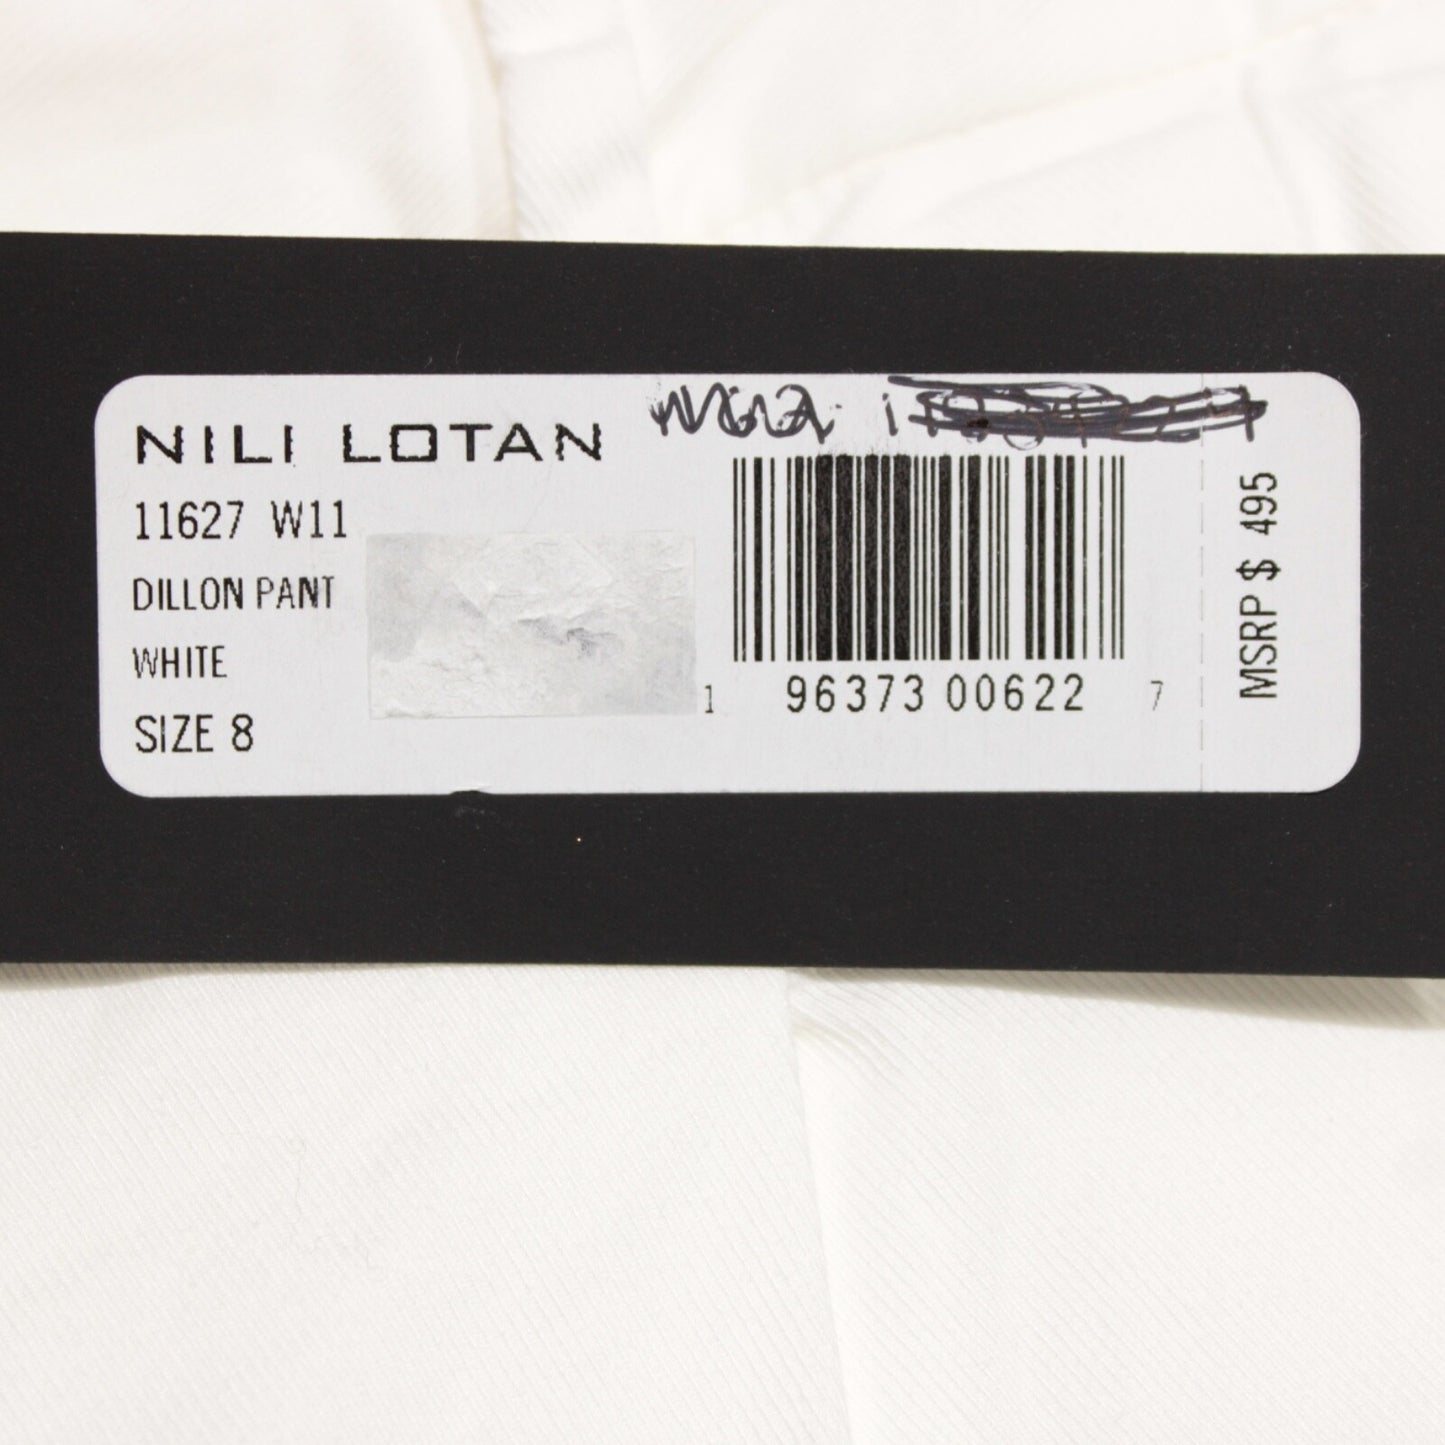 NILI LOTAN
11627 W11
DILLON PANT
WHITE
SIZE 8
1 96373 00622 7
MSRP $ 495